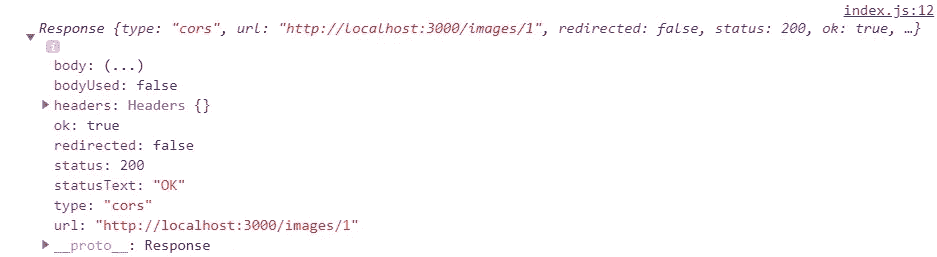 index.js:12
▼ Response {type: "cors", url: "http://localhost:3000/images/1", redirected: false, status: 200, ok: true, …}
i
body: (...)
bodyUsed: false
▶ headers: Headers {}
ok: true
redirected: false
status: 200
statusText: "OK"
type: "cors"
url: "http://localhost:3000/images/1"
▶ __proto__: Response